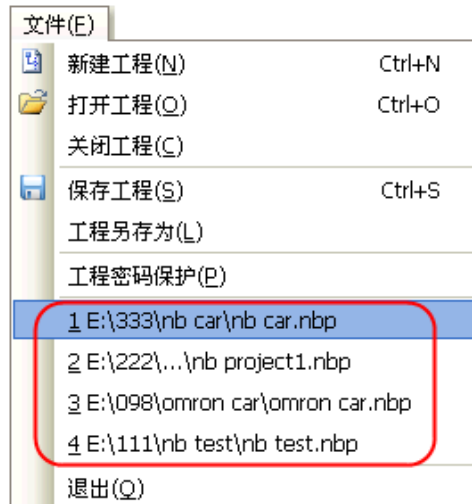 文件(F)
新建工程(N) Ctrl+N
打开工程(O) Ctrl+O
关闭工程(C)
保存工程(S) Ctrl+S
工程另存为(L)
工程密码保护(P)
1 E:\333\nb car\nb car.nbp
2 E:\222\...\nb project1.nbp
3 E:\098\omron car\omron car.nbp
4 E:\111\nb test\nb test.nbp
退出(Q)